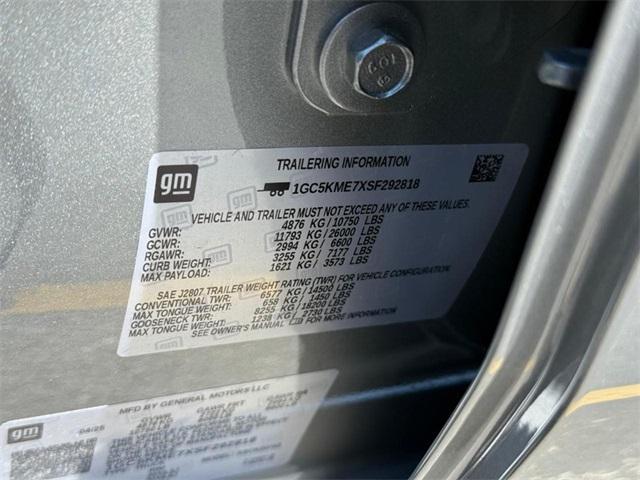 GOI
gm
TRAILERING INFORMATION
1GC5KME7XSF292818
VEHICLE AND TRAILER MUST NOT EXCEED ANY OF THESE VALUES.
GVWR: 4876 KG/10750 LBS
GCWR: 11793 KG/26000 LBS
RGAWR: 2994 KG/6600 LBS
CURB WEIGHT: 3255 KG/7177 LBS
MAX PAYLOAD: 1621 KG/3573 LBS
SAE J2807 TRAILER WEIGHT RATING (TWR) FOR VEHICLE CONFIGURATION.
CONVENTIONAL TWR: 6577 KG/14500 LBS
MAX TONGUE WEIGHT: 658 KG/1450 LBS
GOOSENECK TWR: 8255 KG/18200 LBS
MAX TONGUE WEIGHT: 1238 KG/2730 LBS
SEE OWNER'S MANUAL FOR MORE INFORMATION
gm
MFD BY GENERAL MOTORS LLC
04/25